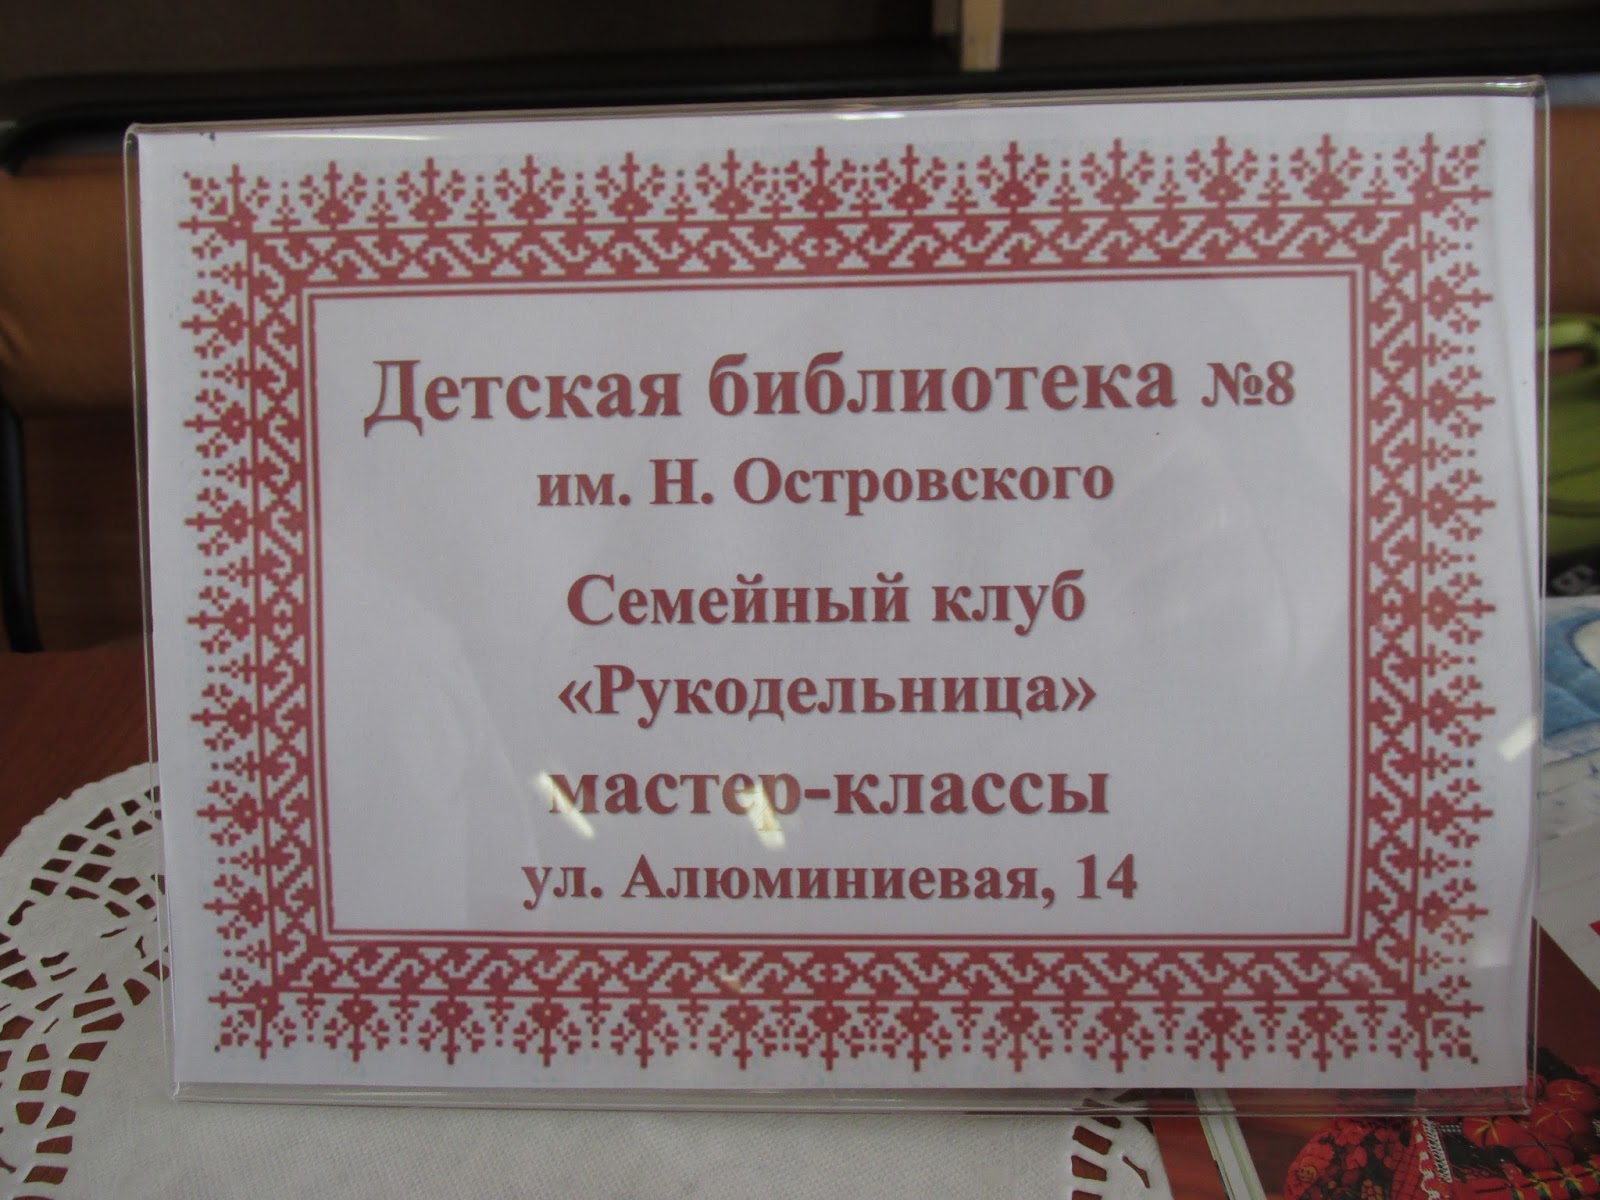 Детская библиотека №8
им. Н. Островского
Семейный клуб
«Рукодельница»
мастер-классы
ул. Алюминиевая, 14